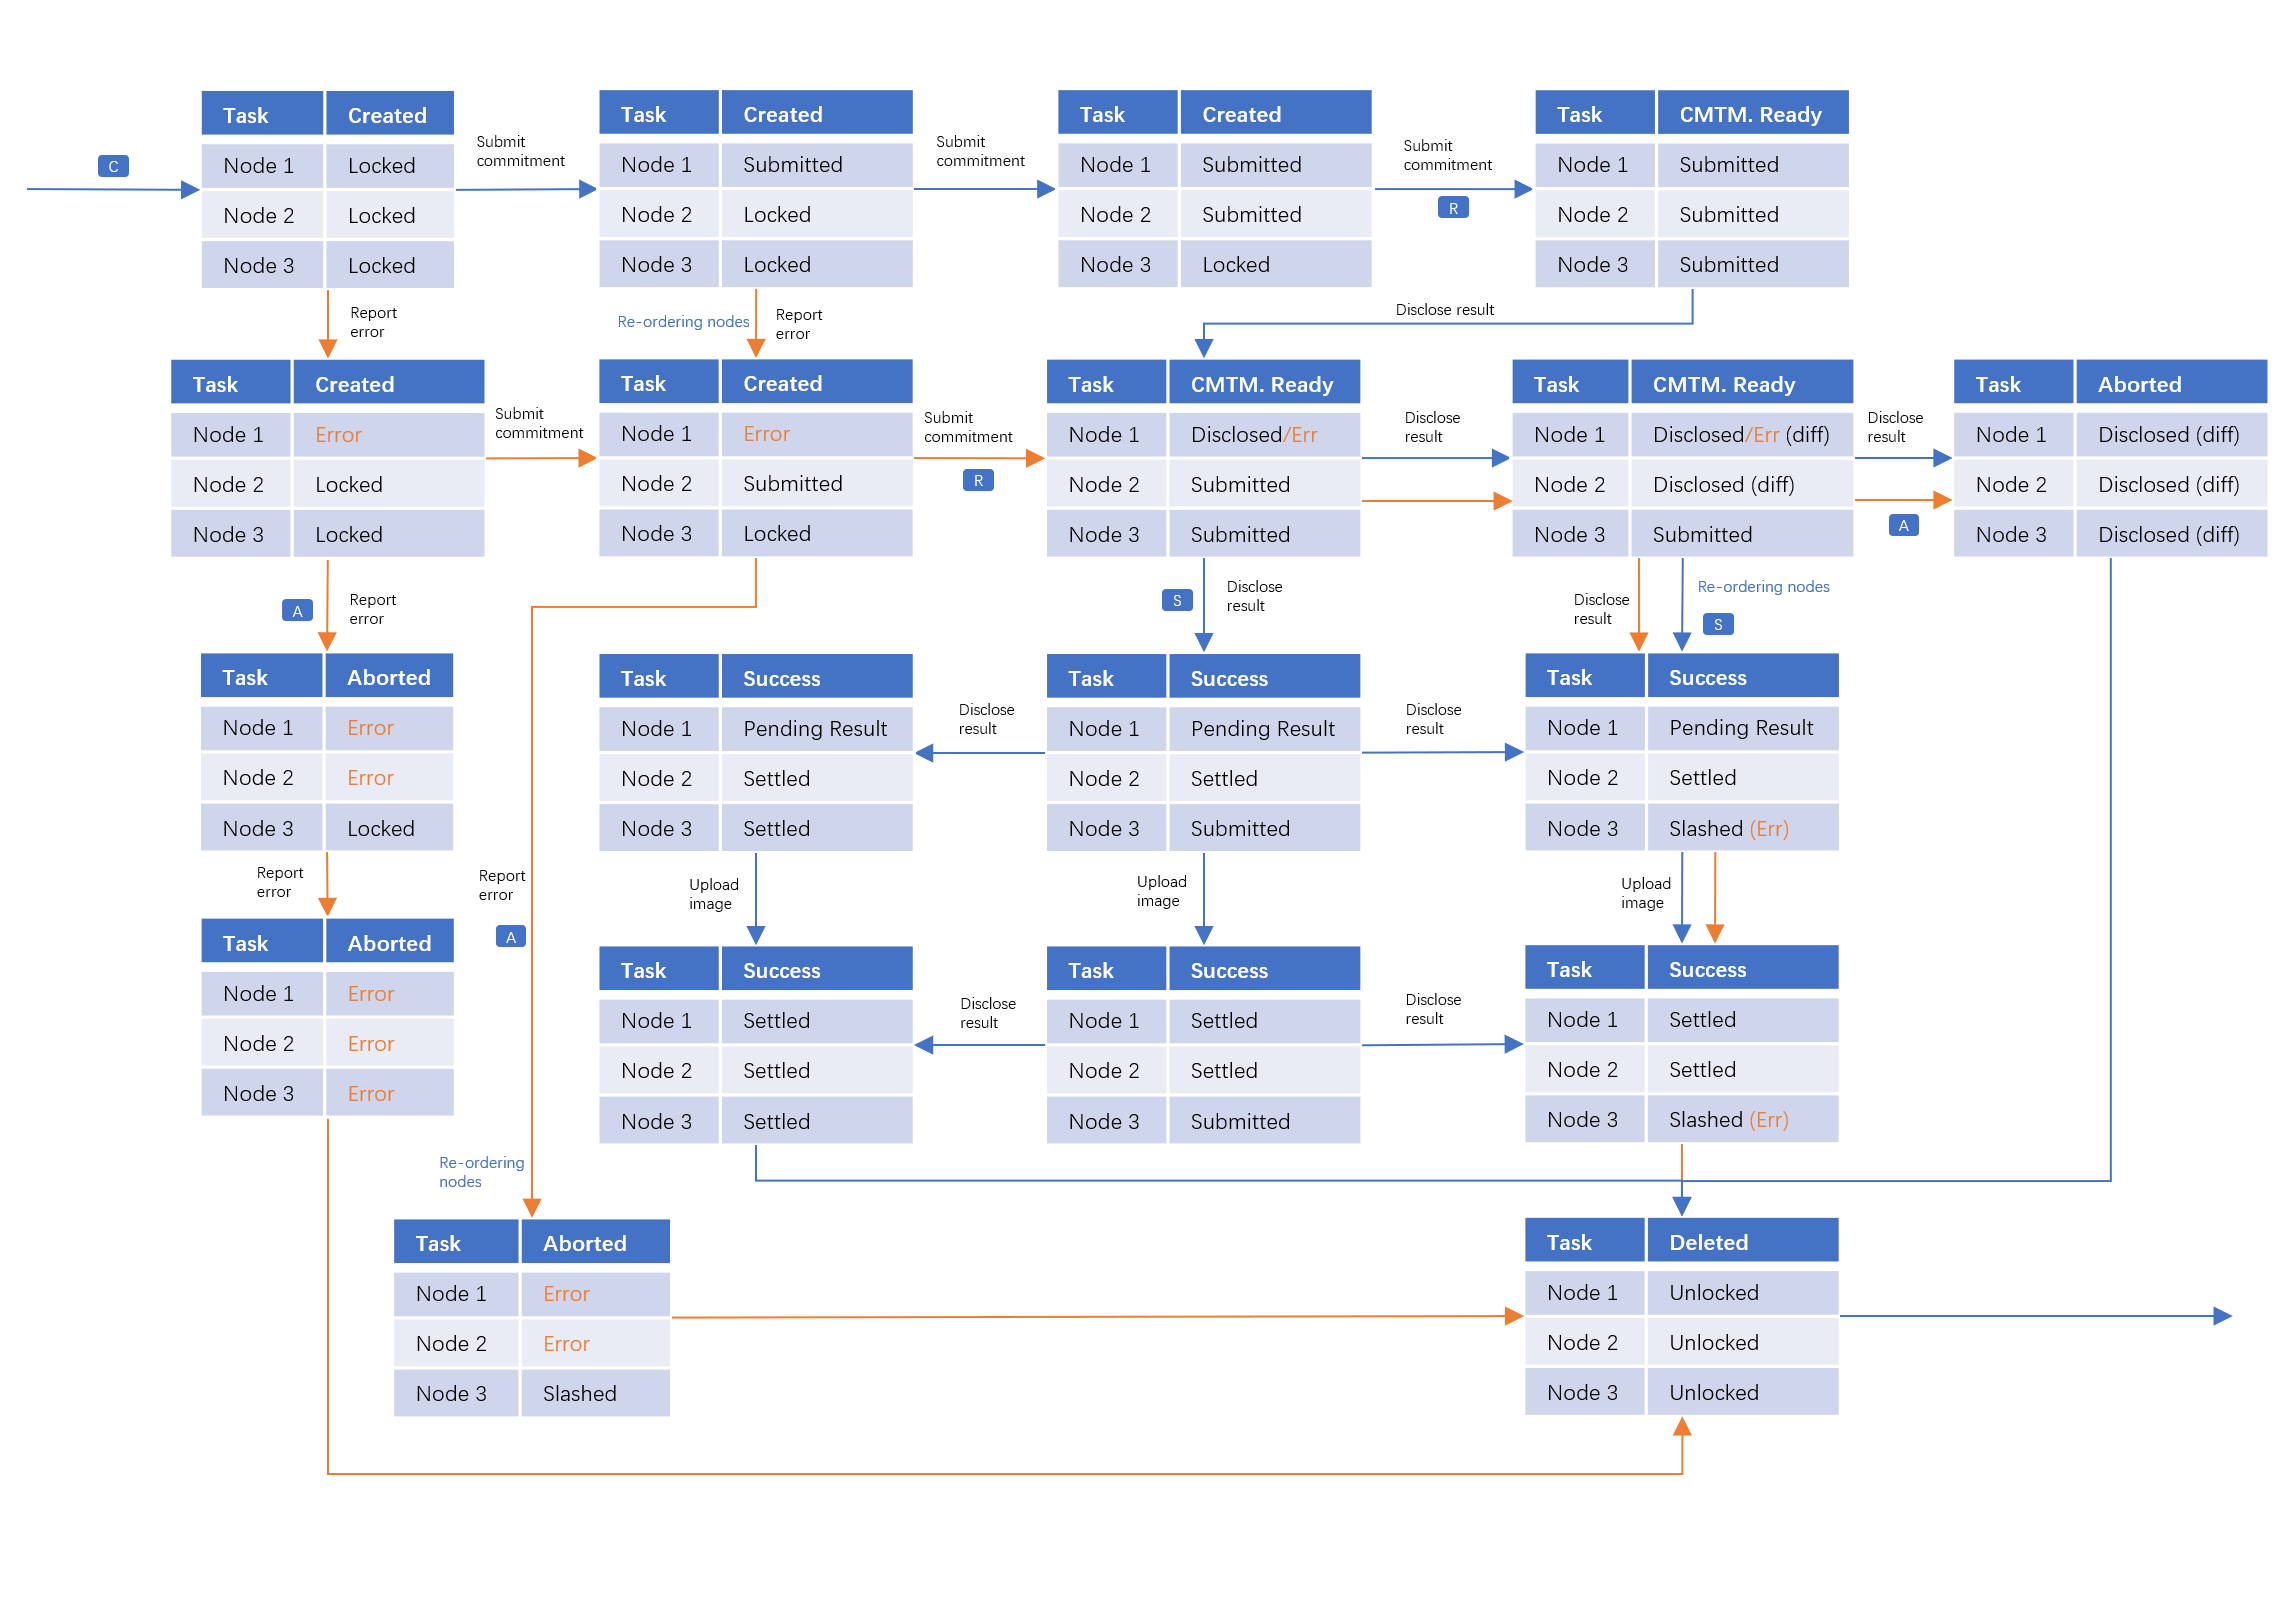 C
Task Created
Node 1 Locked
Node 2 Locked
Node 3 Locked
Submit
commitment
Task Created
Node 1 Submitted
Node 2 Locked
Node 3 Locked
Submit
commitment
Task Created
Node 1 Submitted
Node 2 Submitted
Node 3 Locked
Submit
commitment
R
Task CMTM. Ready
Node 1 Submitted
Node 2 Submitted
Node 3 Submitted
Report
error
Re-ordering nodes
Report
error
Disclose result
Task Created
Node 1 Error
Node 2 Locked
Node 3 Locked
Submit
commitment
Task Created
Node 1 Error
Node 2 Submitted
Node 3 Locked
Submit
commitment
R
Task CMTM. Ready
Node 1 Disclosed/Err
Node 2 Submitted
Node 3 Submitted
Disclose
result
Task CMTM. Ready
Node 1 Disclosed/Err (diff)
Node 2 Disclosed (diff)
Node 3 Submitted
Disclose
result
A
Task Aborted
Node 1 Disclosed (diff)
Node 2 Disclosed (diff)
Node 3 Disclosed (diff)
A
Report
error
S
Disclose
result
Disclose
result
Re-ordering nodes
S
Task Aborted
Node 1 Error
Node 2 Error
Node 3 Locked
Task Success
Node 1 Pending Result
Node 2 Settled
Node 3 Settled
Disclose
result
Task Success
Node 1 Pending Result
Node 2 Settled
Node 3 Submitted
Disclose
result
Task Success
Node 1 Pending Result
Node 2 Settled
Node 3 Slashed (Err)
Report
error
Report
error
A
Upload
image
Upload
image
Upload
image
Task Aborted
Node 1 Error
Node 2 Error
Node 3 Error
Task Success
Node 1 Settled
Node 2 Settled
Node 3 Settled
Disclose
result
Task Success
Node 1 Settled
Node 2 Settled
Node 3 Submitted
Disclose
result
Task Success
Node 1 Settled
Node 2 Settled
Node 3 Slashed (Err)
Re-ordering
nodes
Task Aborted
Node 1 Error
Node 2 Error
Node 3 Slashed
Task Deleted
Node 1 Unlocked
Node 2 Unlocked
Node 3 Unlocked